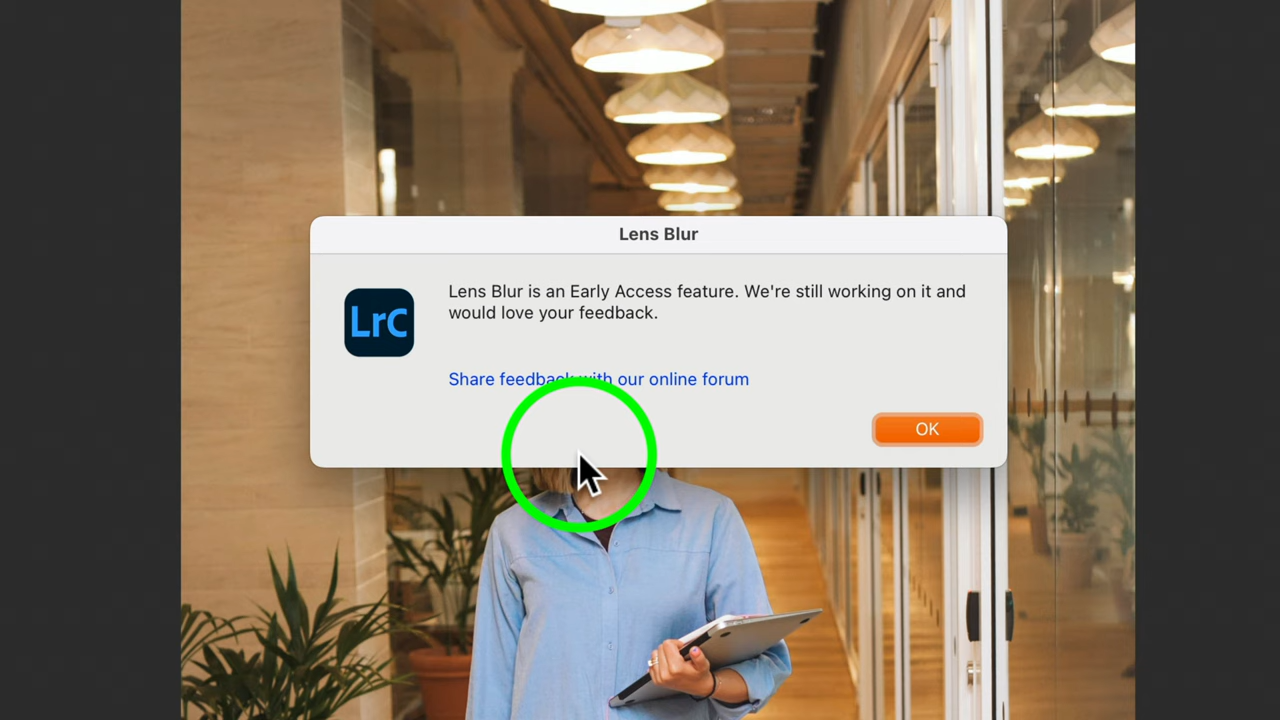 Lens Blur
LrC
Lens Blur is an Early Access feature. We're still working on it and
would love your feedback.
Share feedback with our online forum
OK